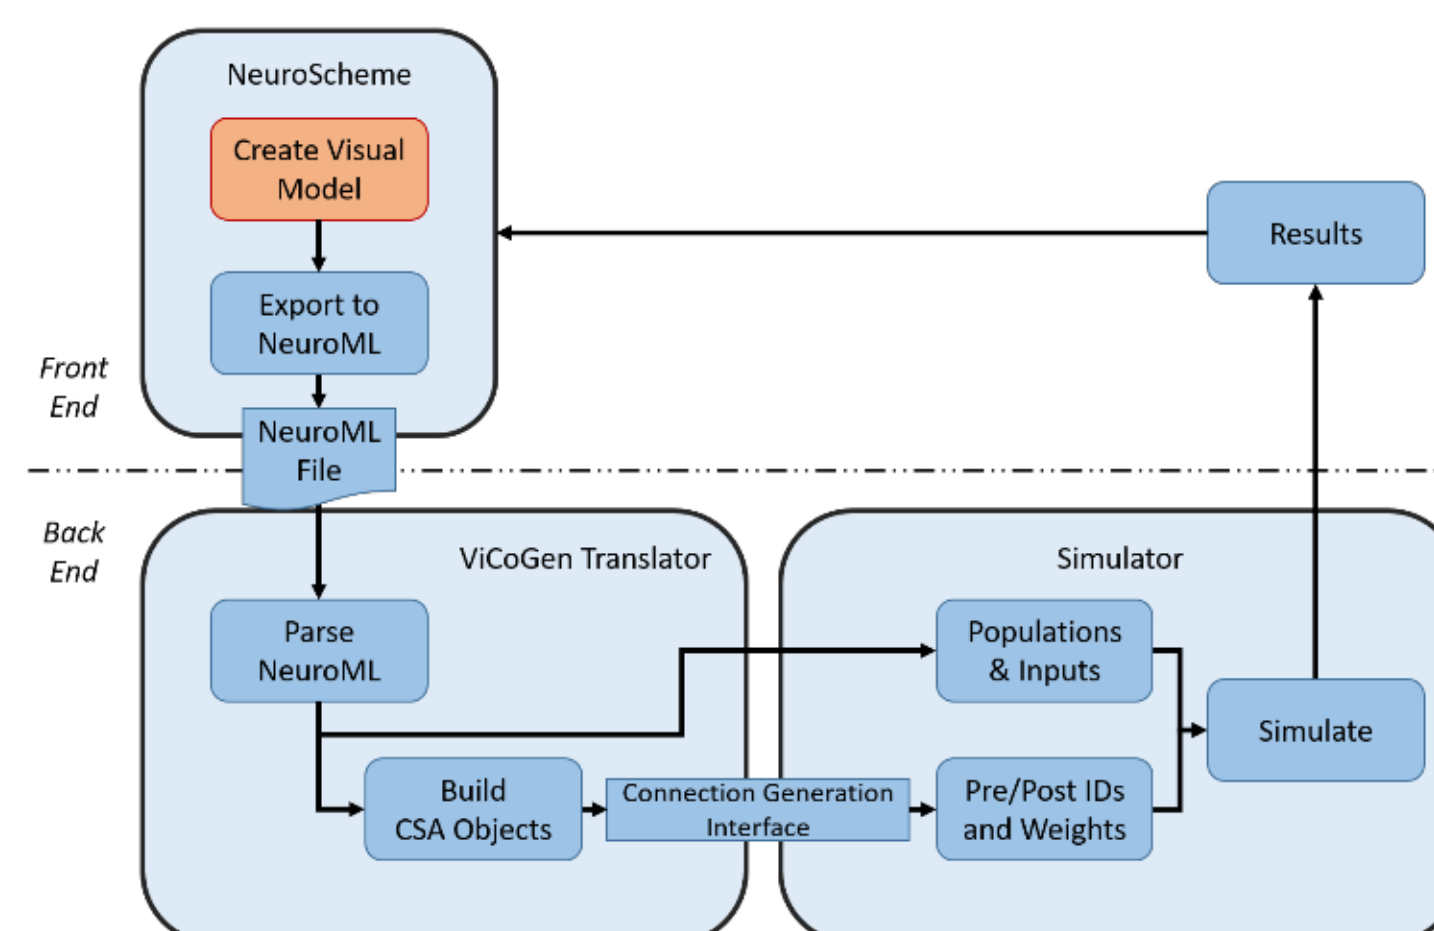 NeuroScheme
Create Visual
Model
Export to
NeuroML
Front
End
NeuroML
File
Results
Back
End
ViCoGen Translator
Simulator
Parse
NeuroML
Populations
& Inputs
Simulate
Build
CSA Objects
Connection Generation
Interface
Pre/Post IDs
and Weights